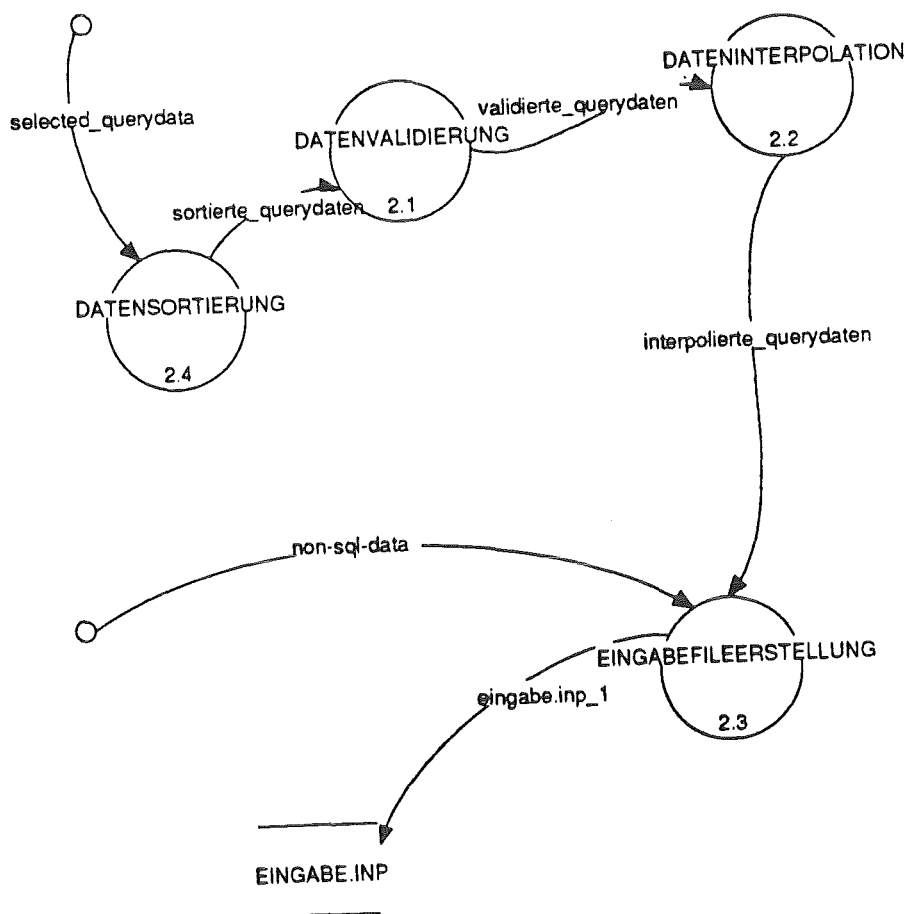 DATENINTERPOLATION
2.2
validierte_querydaten
selected_querydata
DATENVALIDIERUNG
2.1
sortierte_querydaten
DATENSORTIERUNG
2.4
interpolierte_querydaten
non-sql-data
EINGABEFILEERSTELLUNG
2.3
eingabe.inp_1
EINGABE.INP